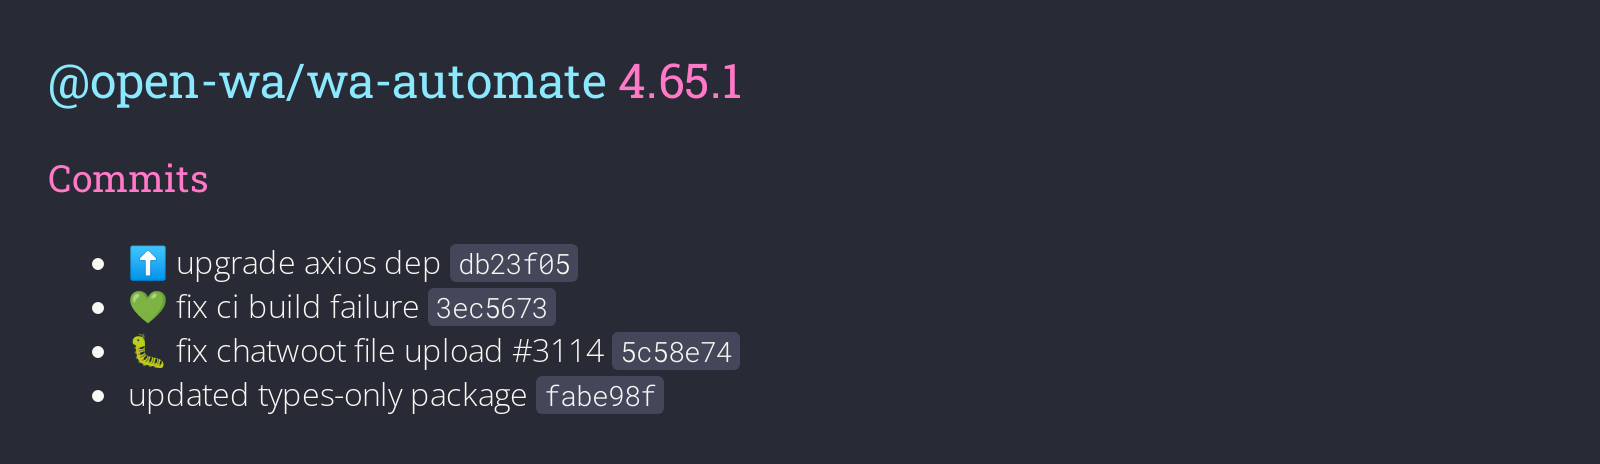 @open-wa/wa-automate 4.65.1
Commits
⬆️ upgrade axios dep db23f05
💚 fix ci build failure 3ec5673
🐛 fix chatwoot file upload #3114 5c58e74
updated types-only package fabe98f